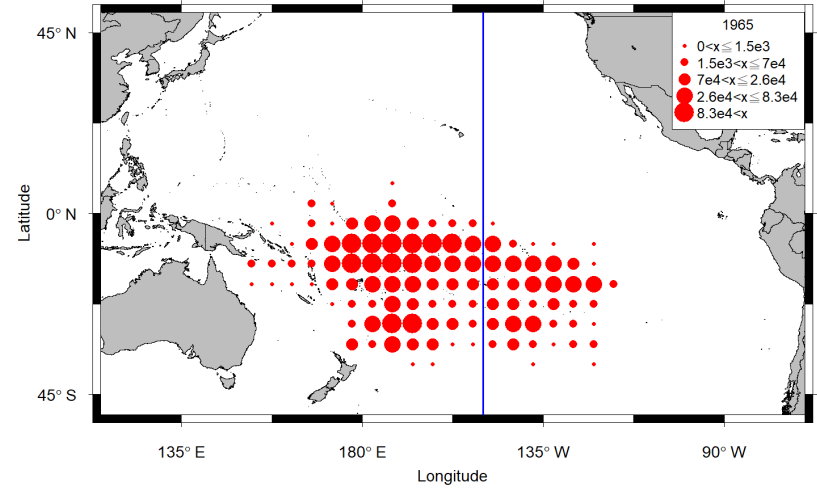 45° N
0° N
45° S
Latitude
1965
0<x≤1.5e3
1.5e3<x≤7e4
7e4<x≤2.6e4
2.6e4<x≤8.3e4
8.3e4<x
135° E
180° E
135° W
90° W
Longitude